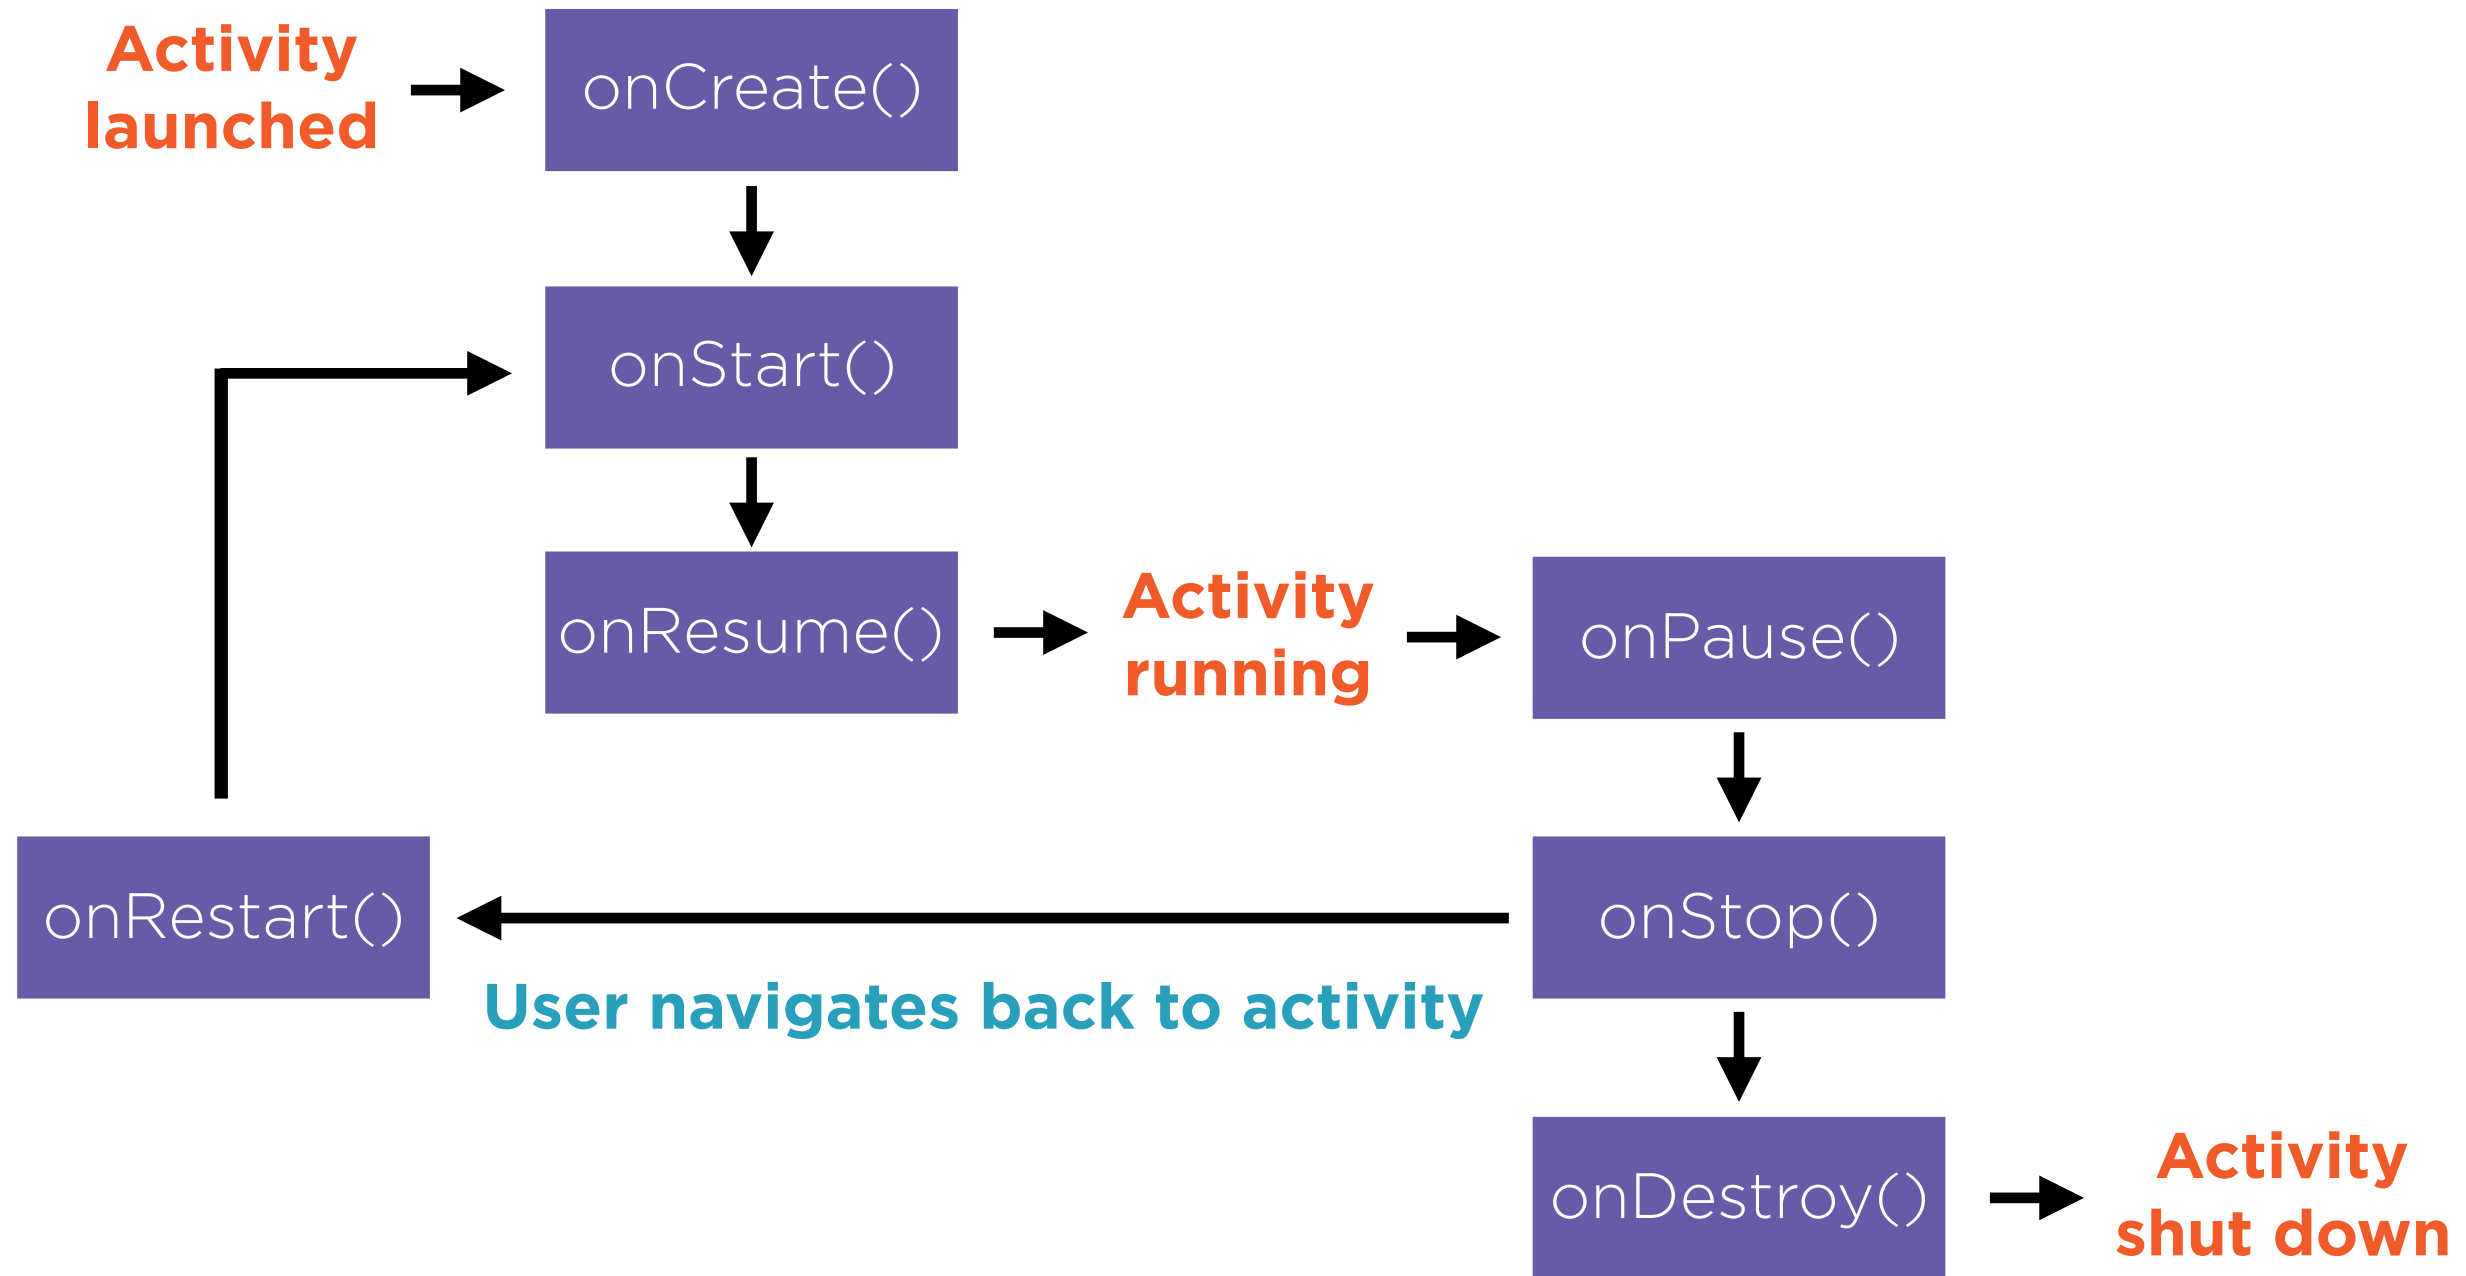 Activity
launched
onCreate()
onStart()
onResume()
Activity
running
onPause()
onRestart()
onStop()
User navigates back to activity
onDestroy()
Activity
shut down